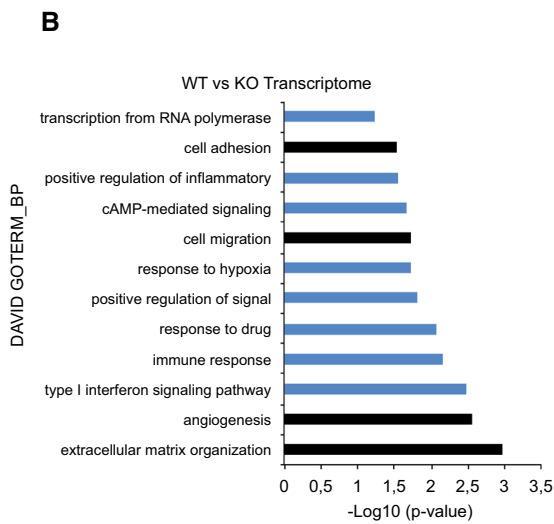 B
WT vs KO Transcriptome
DAVID GOTERM_BP
transcription from RNA polymerase
cell adhesion
positive regulation of inflammatory
cAMP-mediated signaling
cell migration
response to hypoxia
positive regulation of signal
response to drug
immune response
type I interferon signaling pathway
angiogenesis
extracellular matrix organization
0 0,5 1 1,5 2 2,5 3 3,5
-Log10 (p-value)